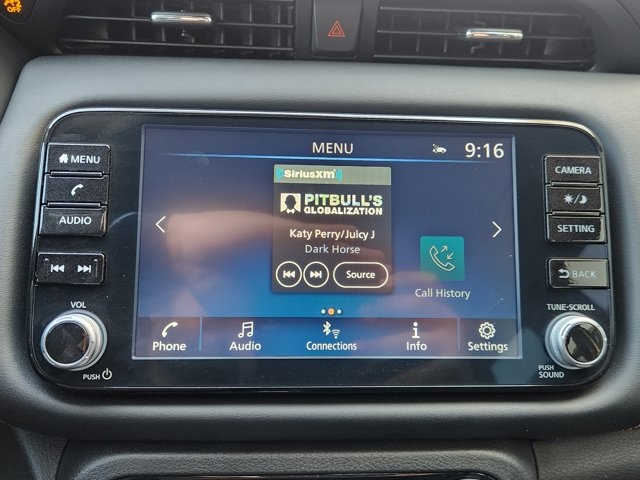 OFF
MENU
AUDIO
VOL
PUSH
MENU
9:16
SiriusXM
PITBULL'S
GLOBALIZATION
Katy Perry/Juicy J
Dark Horse
Source
Call History
Phone
Audio
Connections
Info
Settings
CAMERA
SETTING
BACK
TUNE-SCROLL
PUSH
SOUND